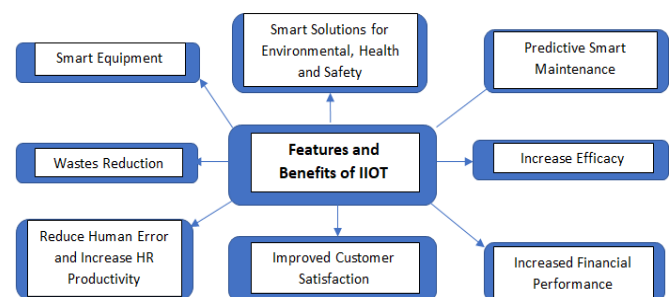 Smart Equipment
Smart Solutions for
Environmental, Health
and Safety
Predictive Smart
Maintenance
Wastes Reduction
Features and
Benefits of IIOT
Increase Efficacy
Reduce Human Error
and Increase HR
Productivity
Improved Customer
Satisfaction
Increased Financial
Performance